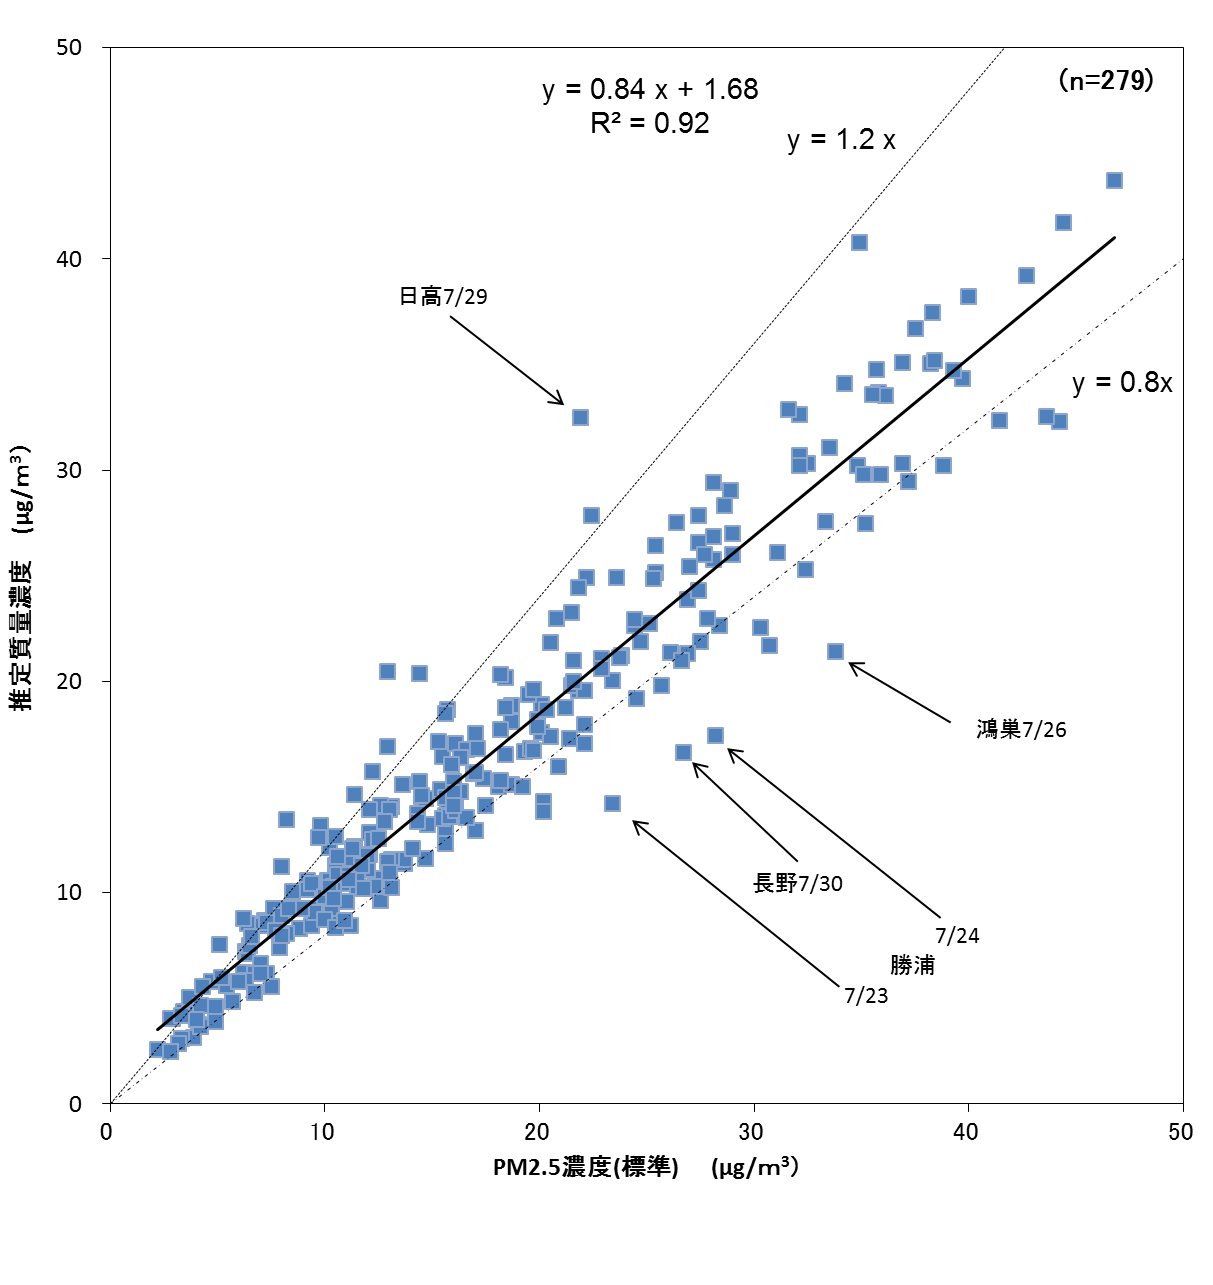 50
(n=279)
y = 0.84 x + 1.68
R² = 0.92
y = 1.2 x
40
日高7/29
y = 0.8x
30
推定質量濃度 (μg/m³)
20
鴻巣7/26
10
長野7/30
7/24
勝浦
7/23
0
0 10 20 30 40 50
PM2.5濃度(標準) (μg/m³)